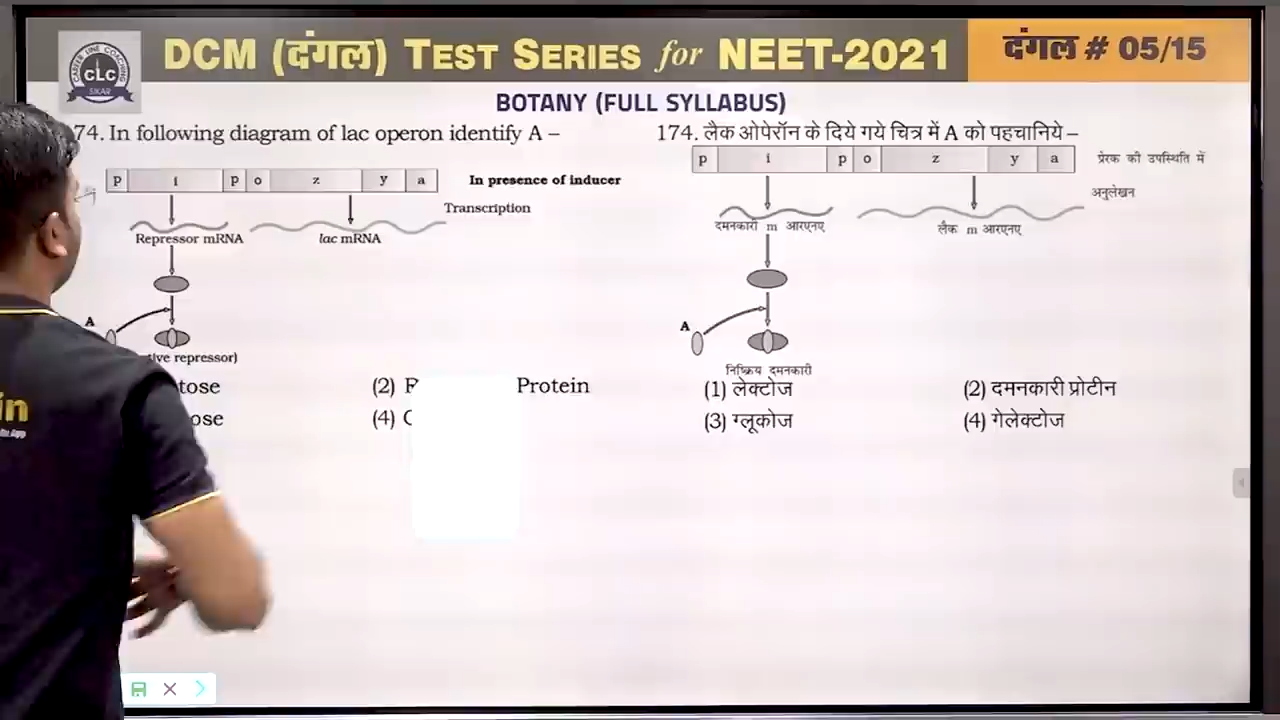 DCM (दंगल) TEST SERIES for NEET-2021
दंगल # 05/15
CAREER LINE COACHING
CLC
SIKAR
BOTANY (FULL SYLLABUS)
74. In following diagram of lac operon identify A –
p i p o z y a
In presence of inducer
Transcription
Repressor mRNA
lac mRNA
A
tive repressor)
tose
(2) Protein
ose
(4)
174. लैक ओपेरॉन के दिये गये चित्र में A को पहचानिये –
p i p o z y a
प्रेरक की उपस्थिति में
अनुलेखन
दमनकारी m आरएनए
लैक m आरएनए
A
निष्क्रिय दमनकारी
(1) लेक्टोज
(2) दमनकारी प्रोटीन
(3) ग्लूकोज
(4) गेलेक्टोज
in